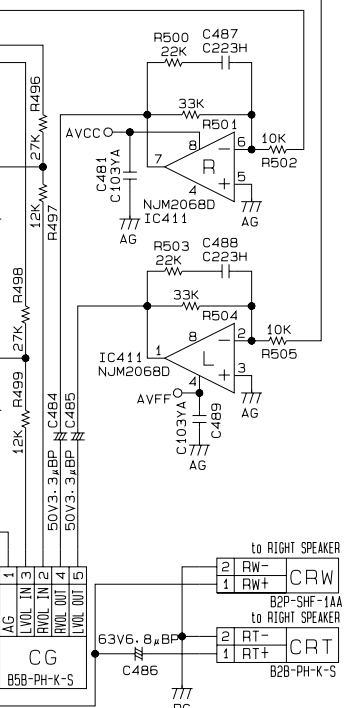 R500
22K
C487
C223H
33K
R501
10K
R502
AVCC
C481
C103YA
AG
8
6
7
R
5
4
NJM2068D
IC411
AG
R496
27K
12K
R497
R503
22K
C488
C223H
33K
R504
10K
R505
IC411
NJM2068D
8
2
1
L
3
4
AVFF
AG
C103YA
C489
AG
R498
27K
R499
12K
C484
50V3.3µBP
C485
50V3.3µBP
1
3
2
4
5
AG
LVOL IN
RVOL IN
RVOL OUT
LVOL OUT
CG
B5B-PH-K-S
to RIGHT SPEAKER
2 RW-
1 RW+
CRW
B2P-SHF-1AA
to RIGHT SPEAKER
2 RT-
1 RT+
CRT
B2B-PH-K-S
63V6.8µBP
C486